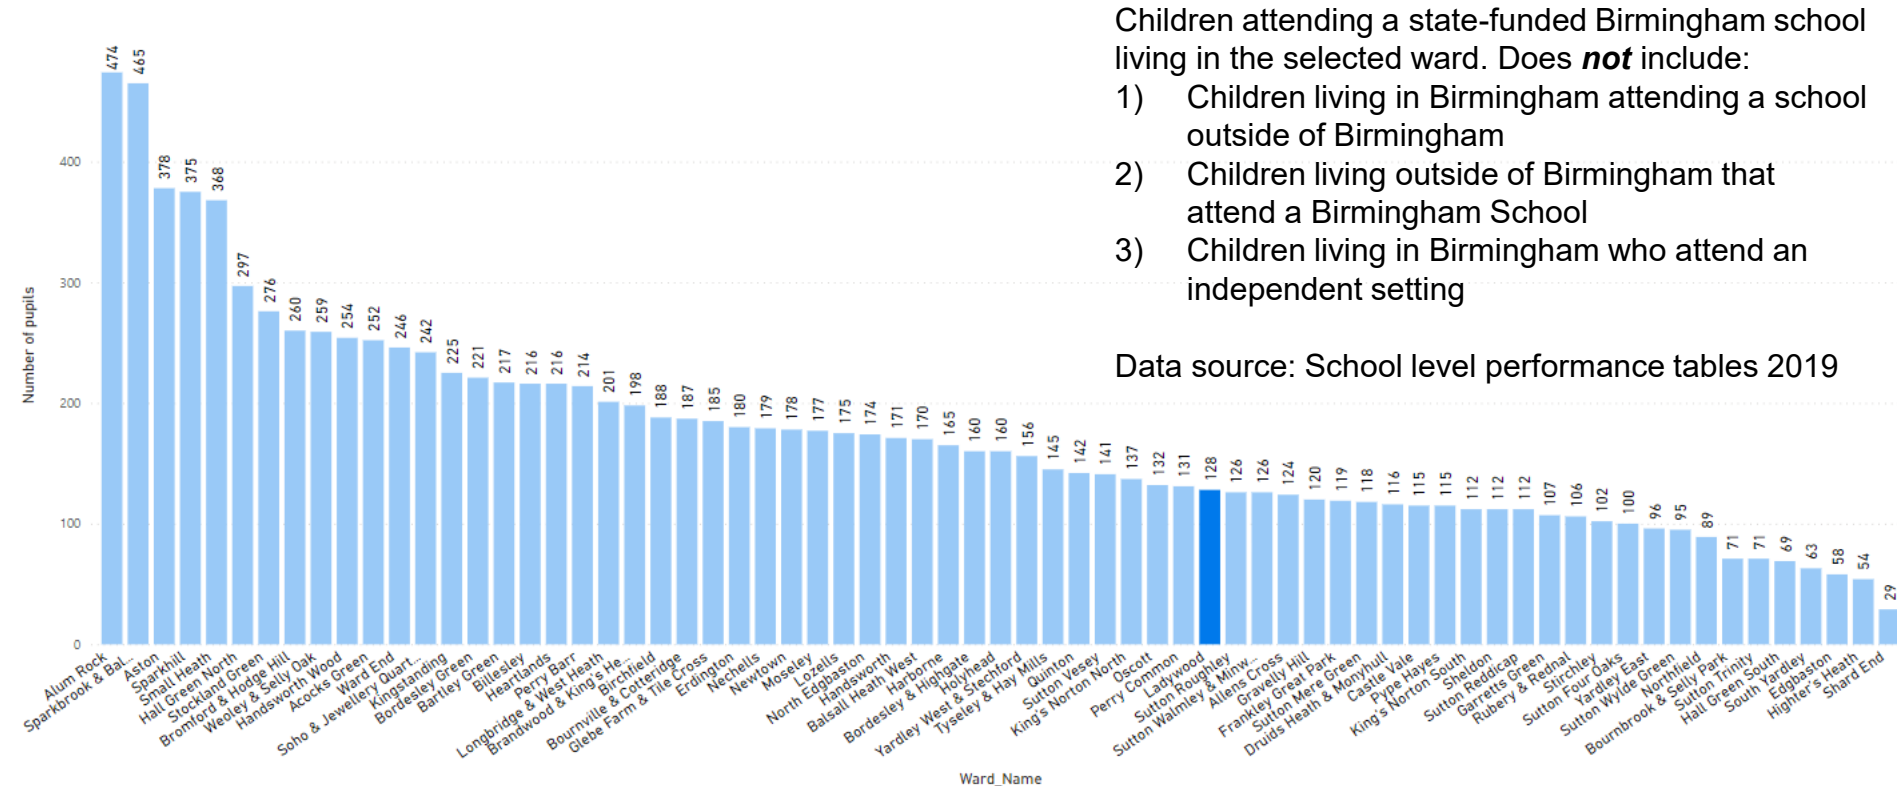 Children attending a state-funded Birmingham school
living in the selected ward. Does not include:
1) Children living in Birmingham attending a school
outside of Birmingham
2) Children living outside of Birmingham that
attend a Birmingham School
3) Children living in Birmingham who attend an
independent setting
Data source: School level performance tables 2019
Number of pupils
400
300
200
100
0
474
465
378
375
368
297
276
260
259
254
252
246
242
225
221
217
216
216
214
201
198
188
187
185
180
179
178
177
175
174
171
170
165
160
160
156
145
142
141
137
132
131
128
126
126
124
120
119
118
116
115
115
112
112
112
107
106
102
100
96
95
89
71
71
69
63
58
54
29
Alum Rock
Sparkbrook & Bal...
Aston
Sparkhill
Small Heath
Hall Green North
Stockland Green
Bromford & Hodge Hill
Weoley & Selly Oak
Handsworth Wood
Acocks Green
Ward End
Soho & Jewellery Quart...
Kingstanding
Bordesley Green
Bartley Green
Billesley
Heartlands
Perry Barr
Longbridge & West Heath
Brandwood & King's He...
Birchfield
Bournville & Cotteridge
Glebe Farm & Tile Cross
Erdington
Nechells
Newtown
Moseley
Lozells
North Edgbaston
Handsworth
Balsall Heath West
Harborne
Bordesley & Highgate
Holyhead
Yardley West & Stechford
Tyseley & Hay Mills
Quinton
Sutton Vesey
King's Norton North
Oscott
Perry Common
Ladywood
Sutton Roughley
Sutton Walmley & Minw...
Allens Cross
Gravelly Hill
Frankley Great Park
Sutton Mere Green
Druids Heath & Monyhull
Castle Vale
Pype Hayes
King's Norton South
Sheldon
Sutton Reddicap
Garretts Green
Rubery & Rednal
Stirchley
Sutton Four Oaks
Yardley East
Sutton Wylde Green
Northfield
Bournbrook & Selly Park
Sutton Trinity
Hall Green South
South Yardley
Edgbaston
Highter's Heath
Shard End
Ward_Name